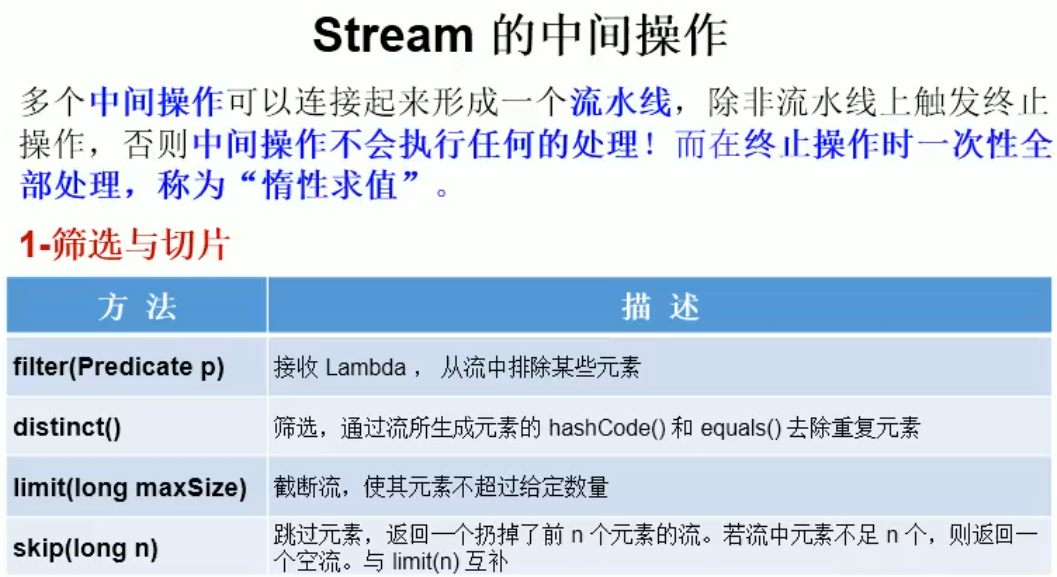 Stream 的中间操作
多个中间操作可以连接起来形成一个流水线，除非流水线上触发终止
操作，否则中间操作不会执行任何的处理！而在终止操作时一次性全
部处理，称为“惰性求值”。
1-筛选与切片
方 法 描 述
filter(Predicate p) 接收 Lambda ， 从流中排除某些元素
distinct() 筛选，通过流所生成元素的 hashCode() 和 equals() 去除重复元素
limit(long maxSize) 截断流，使其元素不超过给定数量
skip(long n) 跳过元素，返回一个扔掉了前 n 个元素的流。若流中元素不足 n 个，则返回一
个空流。与 limit(n) 互补